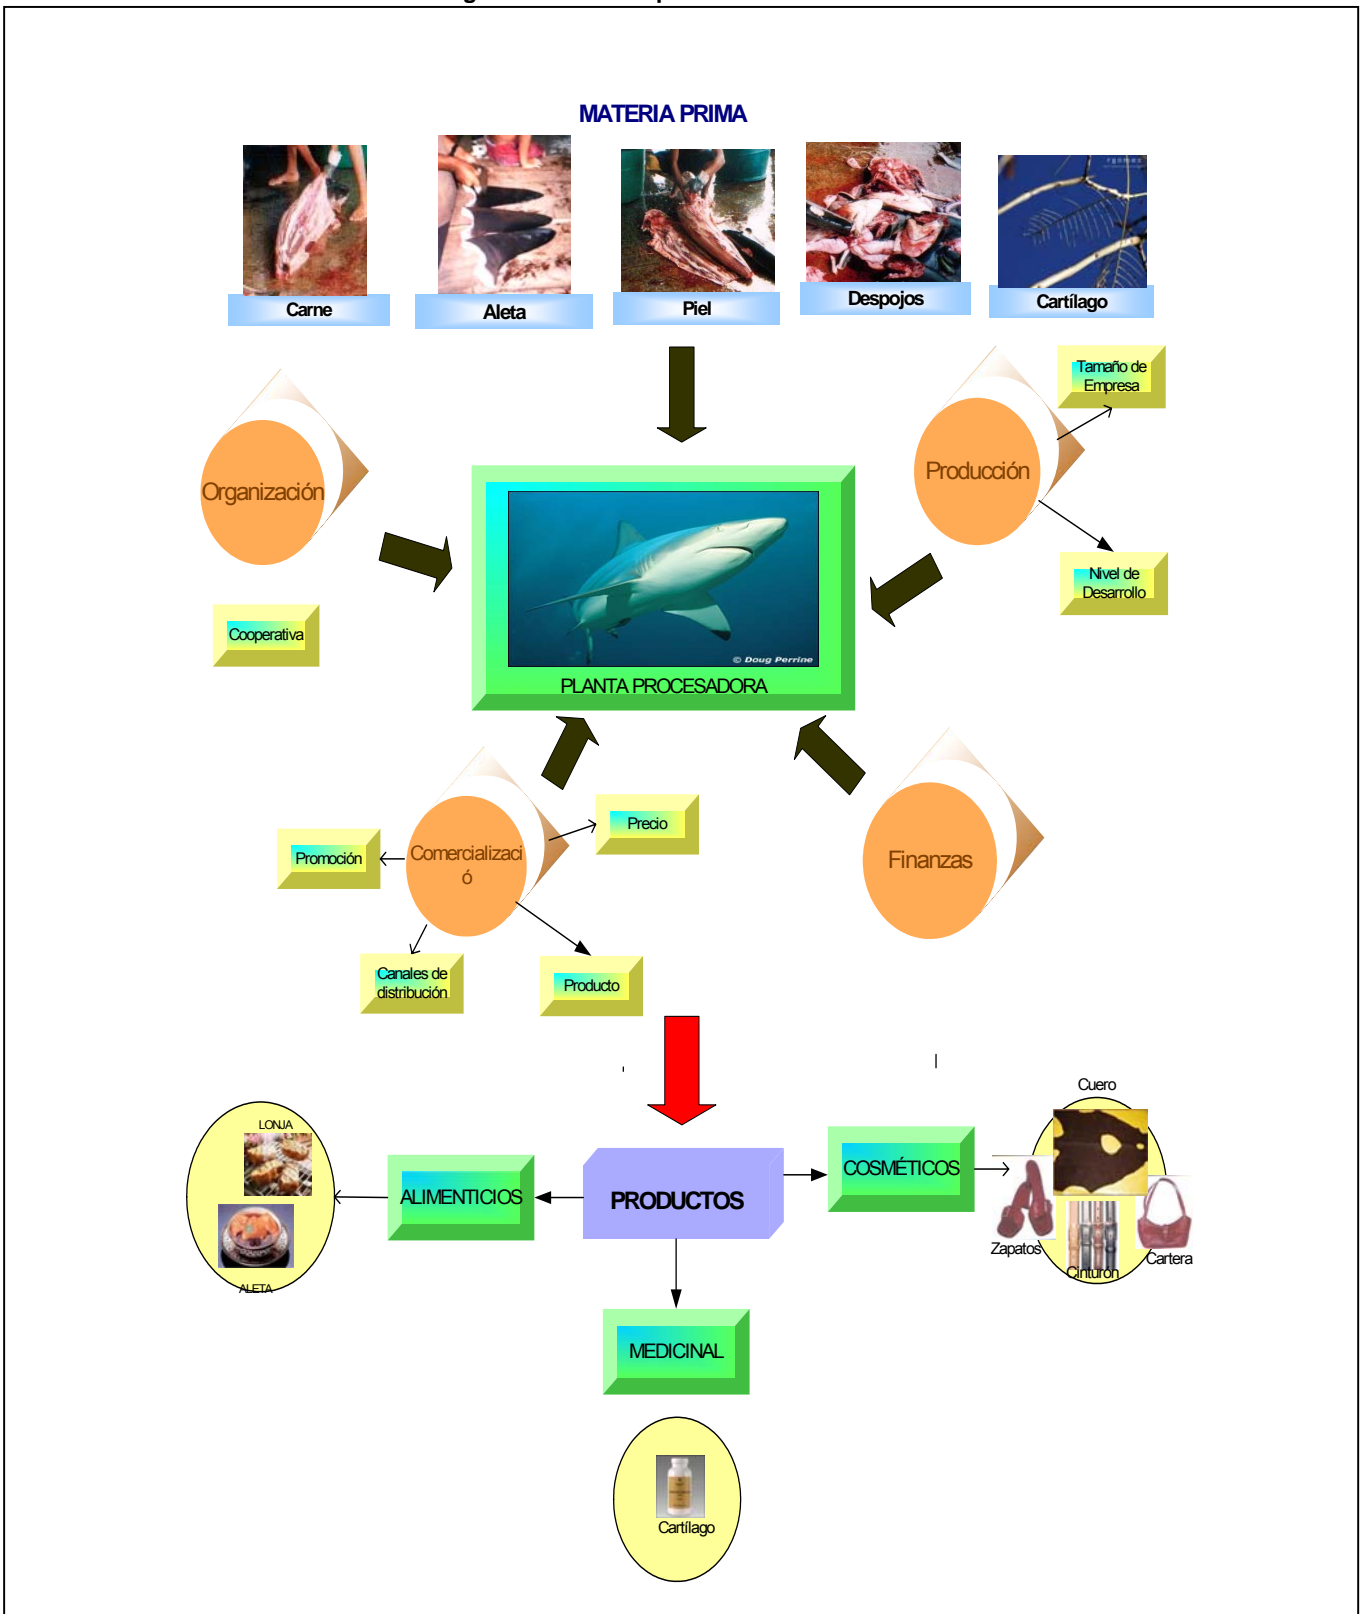 MATERIA PRIMA
Carne
Aleta
Piel
Despojos
Cartílago
Tamaño de
Empresa
Organización
Producción
Nivel de
Desarrollo
Cooperativa
© Doug Perrine
PLANTA PROCESADORA
Precio
Promoción
Comercializaci
ó
Finanzas
Canales de
distribución
Producto
Cuero
LONJA
ALIMENTICIOS
PRODUCTOS
COSMÉTICOS
Zapatos
Cinturón
Cartera
ALETA
MEDICINAL
Cartílago